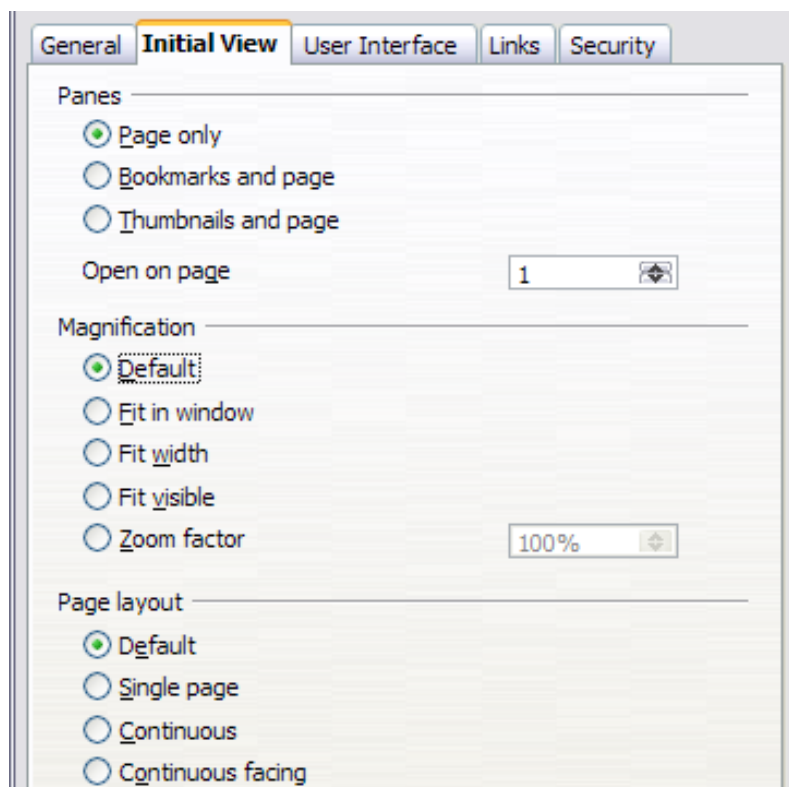 General Initial View User Interface Links Security
Panes
Page only
Bookmarks and page
Thumbnails and page
Open on page 1
Magnification
Default
Fit in window
Fit width
Fit visible
Zoom factor 100%
Page layout
Default
Single page
Continuous
Continuous facing